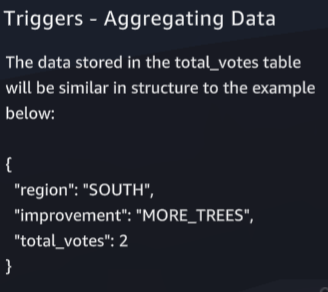 Triggers - Aggregating Data
The data stored in the total_votes table
will be similar in structure to the example
below:
{
"region": "SOUTH",
"improvement": "MORE_TREES",
"total_votes": 2
}